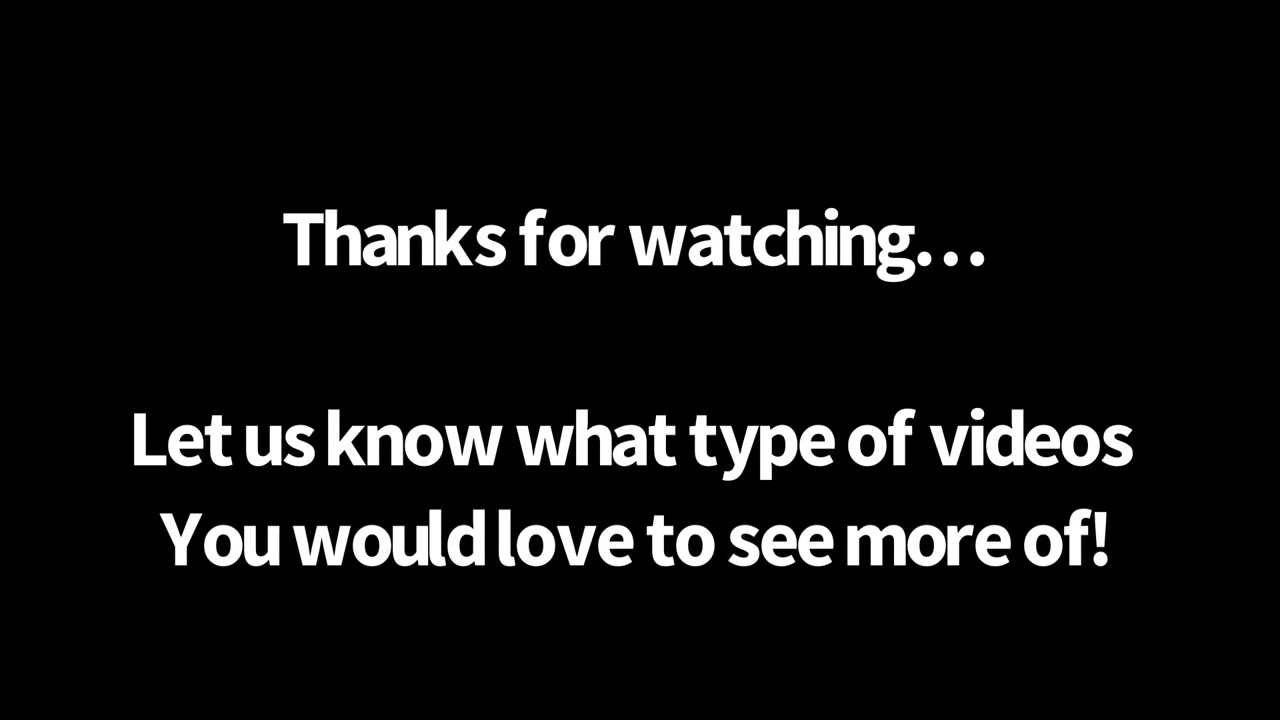 Thanks for watching...
Let us know what type of videos
You would love to see more of!